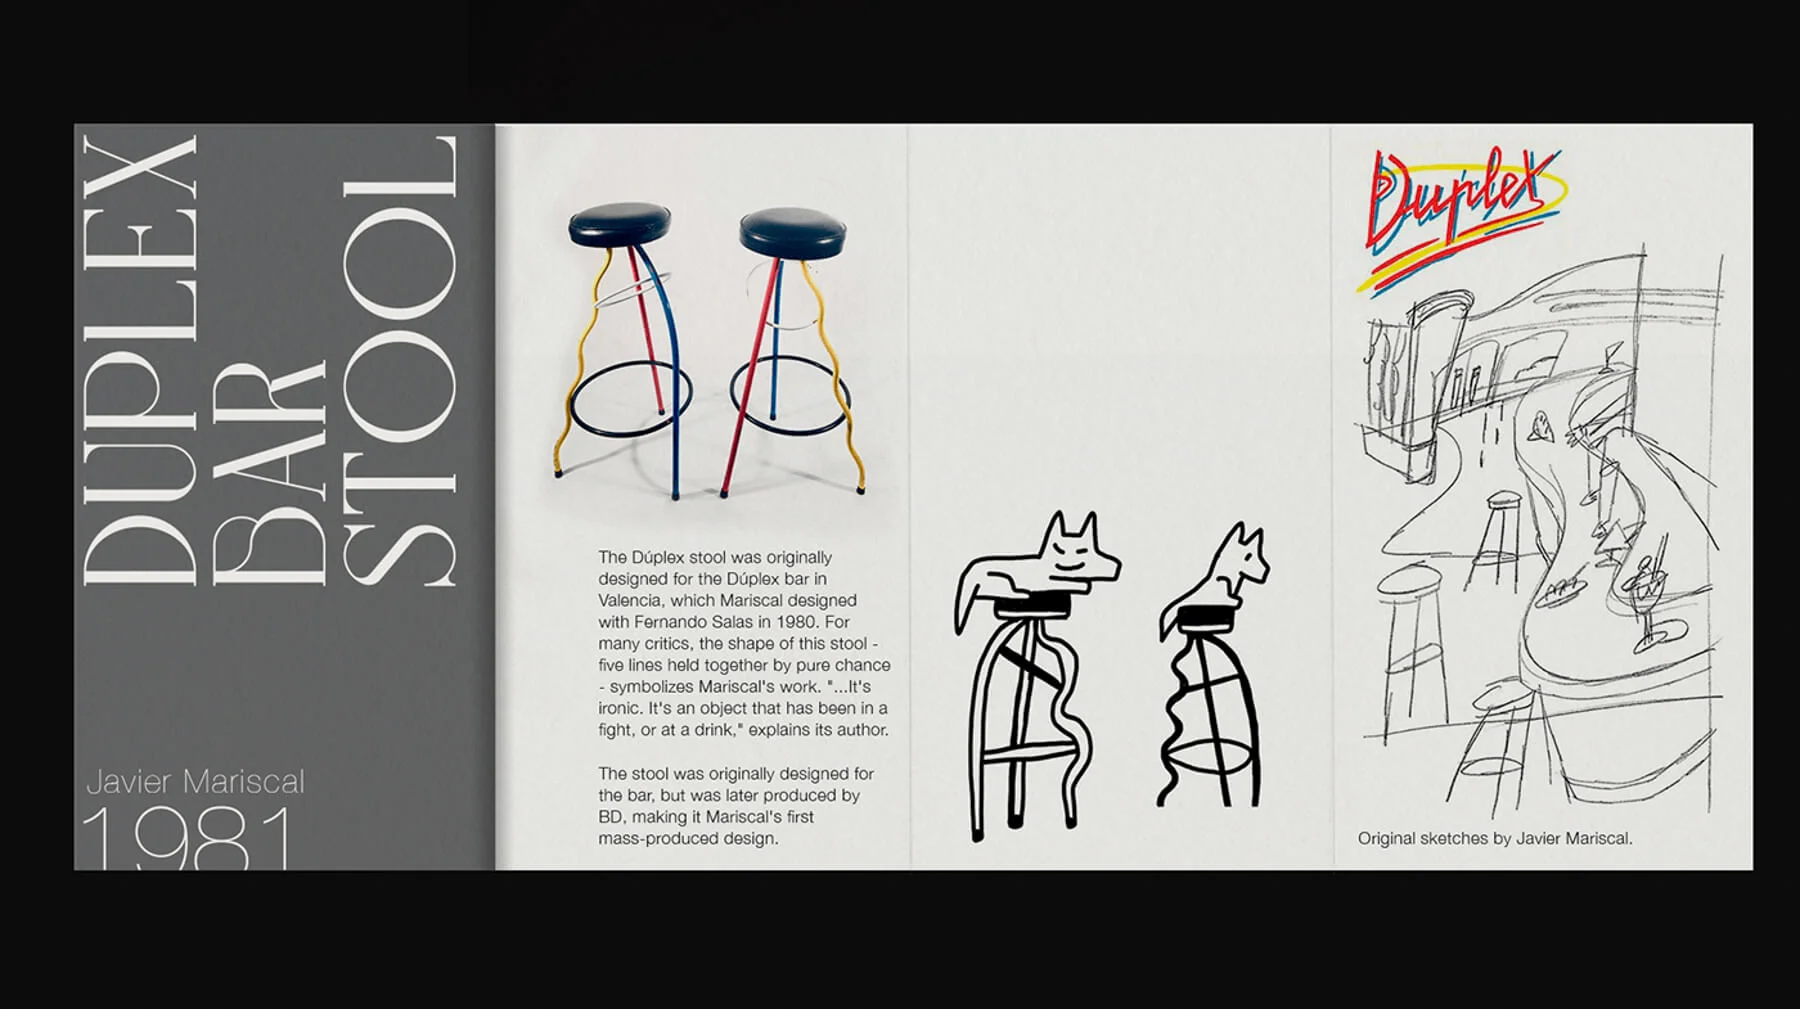 DUPLEX
BAR
STOOL
Javier Mariscal
1981
The Dúplex stool was originally
designed for the Dúplex bar in
Valencia, which Mariscal designed
with Fernando Salas in 1980. For
many critics, the shape of this stool -
five lines held together by pure chance
- symbolizes Mariscal's work. "...It's
ironic. It's an object that has been in a
fight, or at a drink," explains its author.
The stool was originally designed for
the bar, but was later produced by
BD, making it Mariscal's first
mass-produced design.
Duplex
Original sketches by Javier Mariscal.